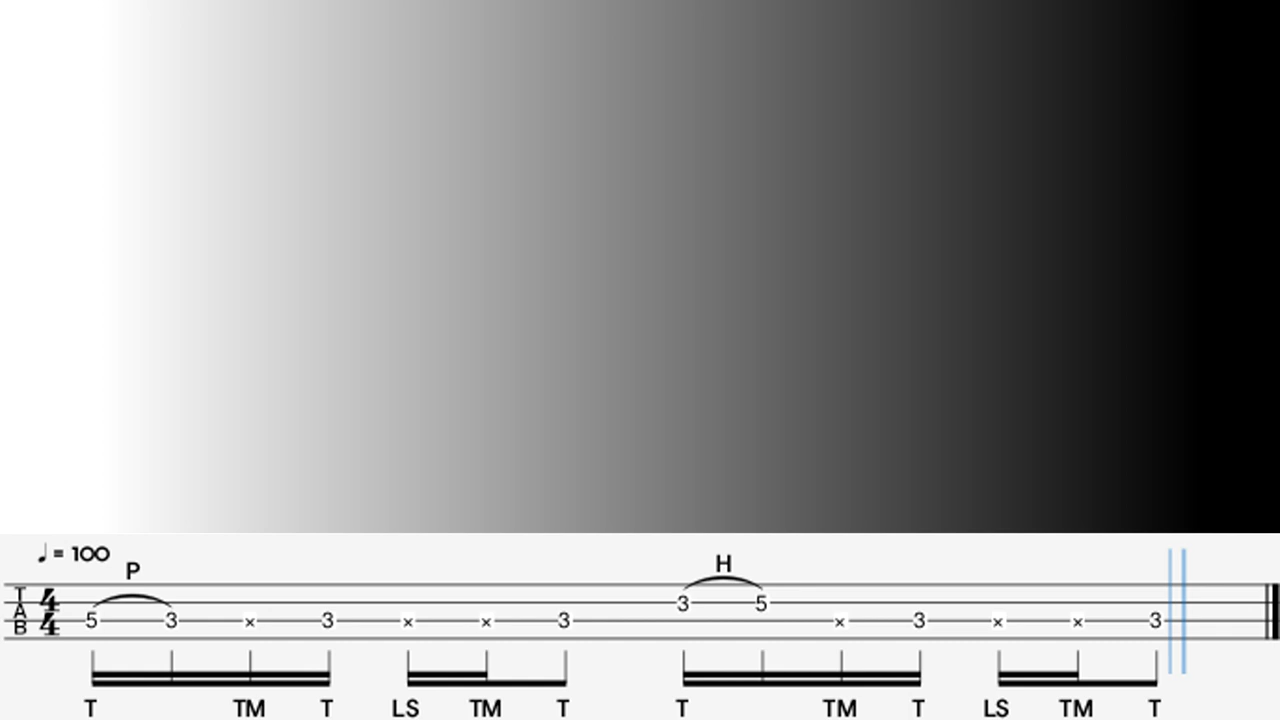 ♩= 100
P H
T
A
B
4
4
3 5
5 3 × 3 × × 3 × 3 × × 3
T TM T LS TM T T TM T LS TM T